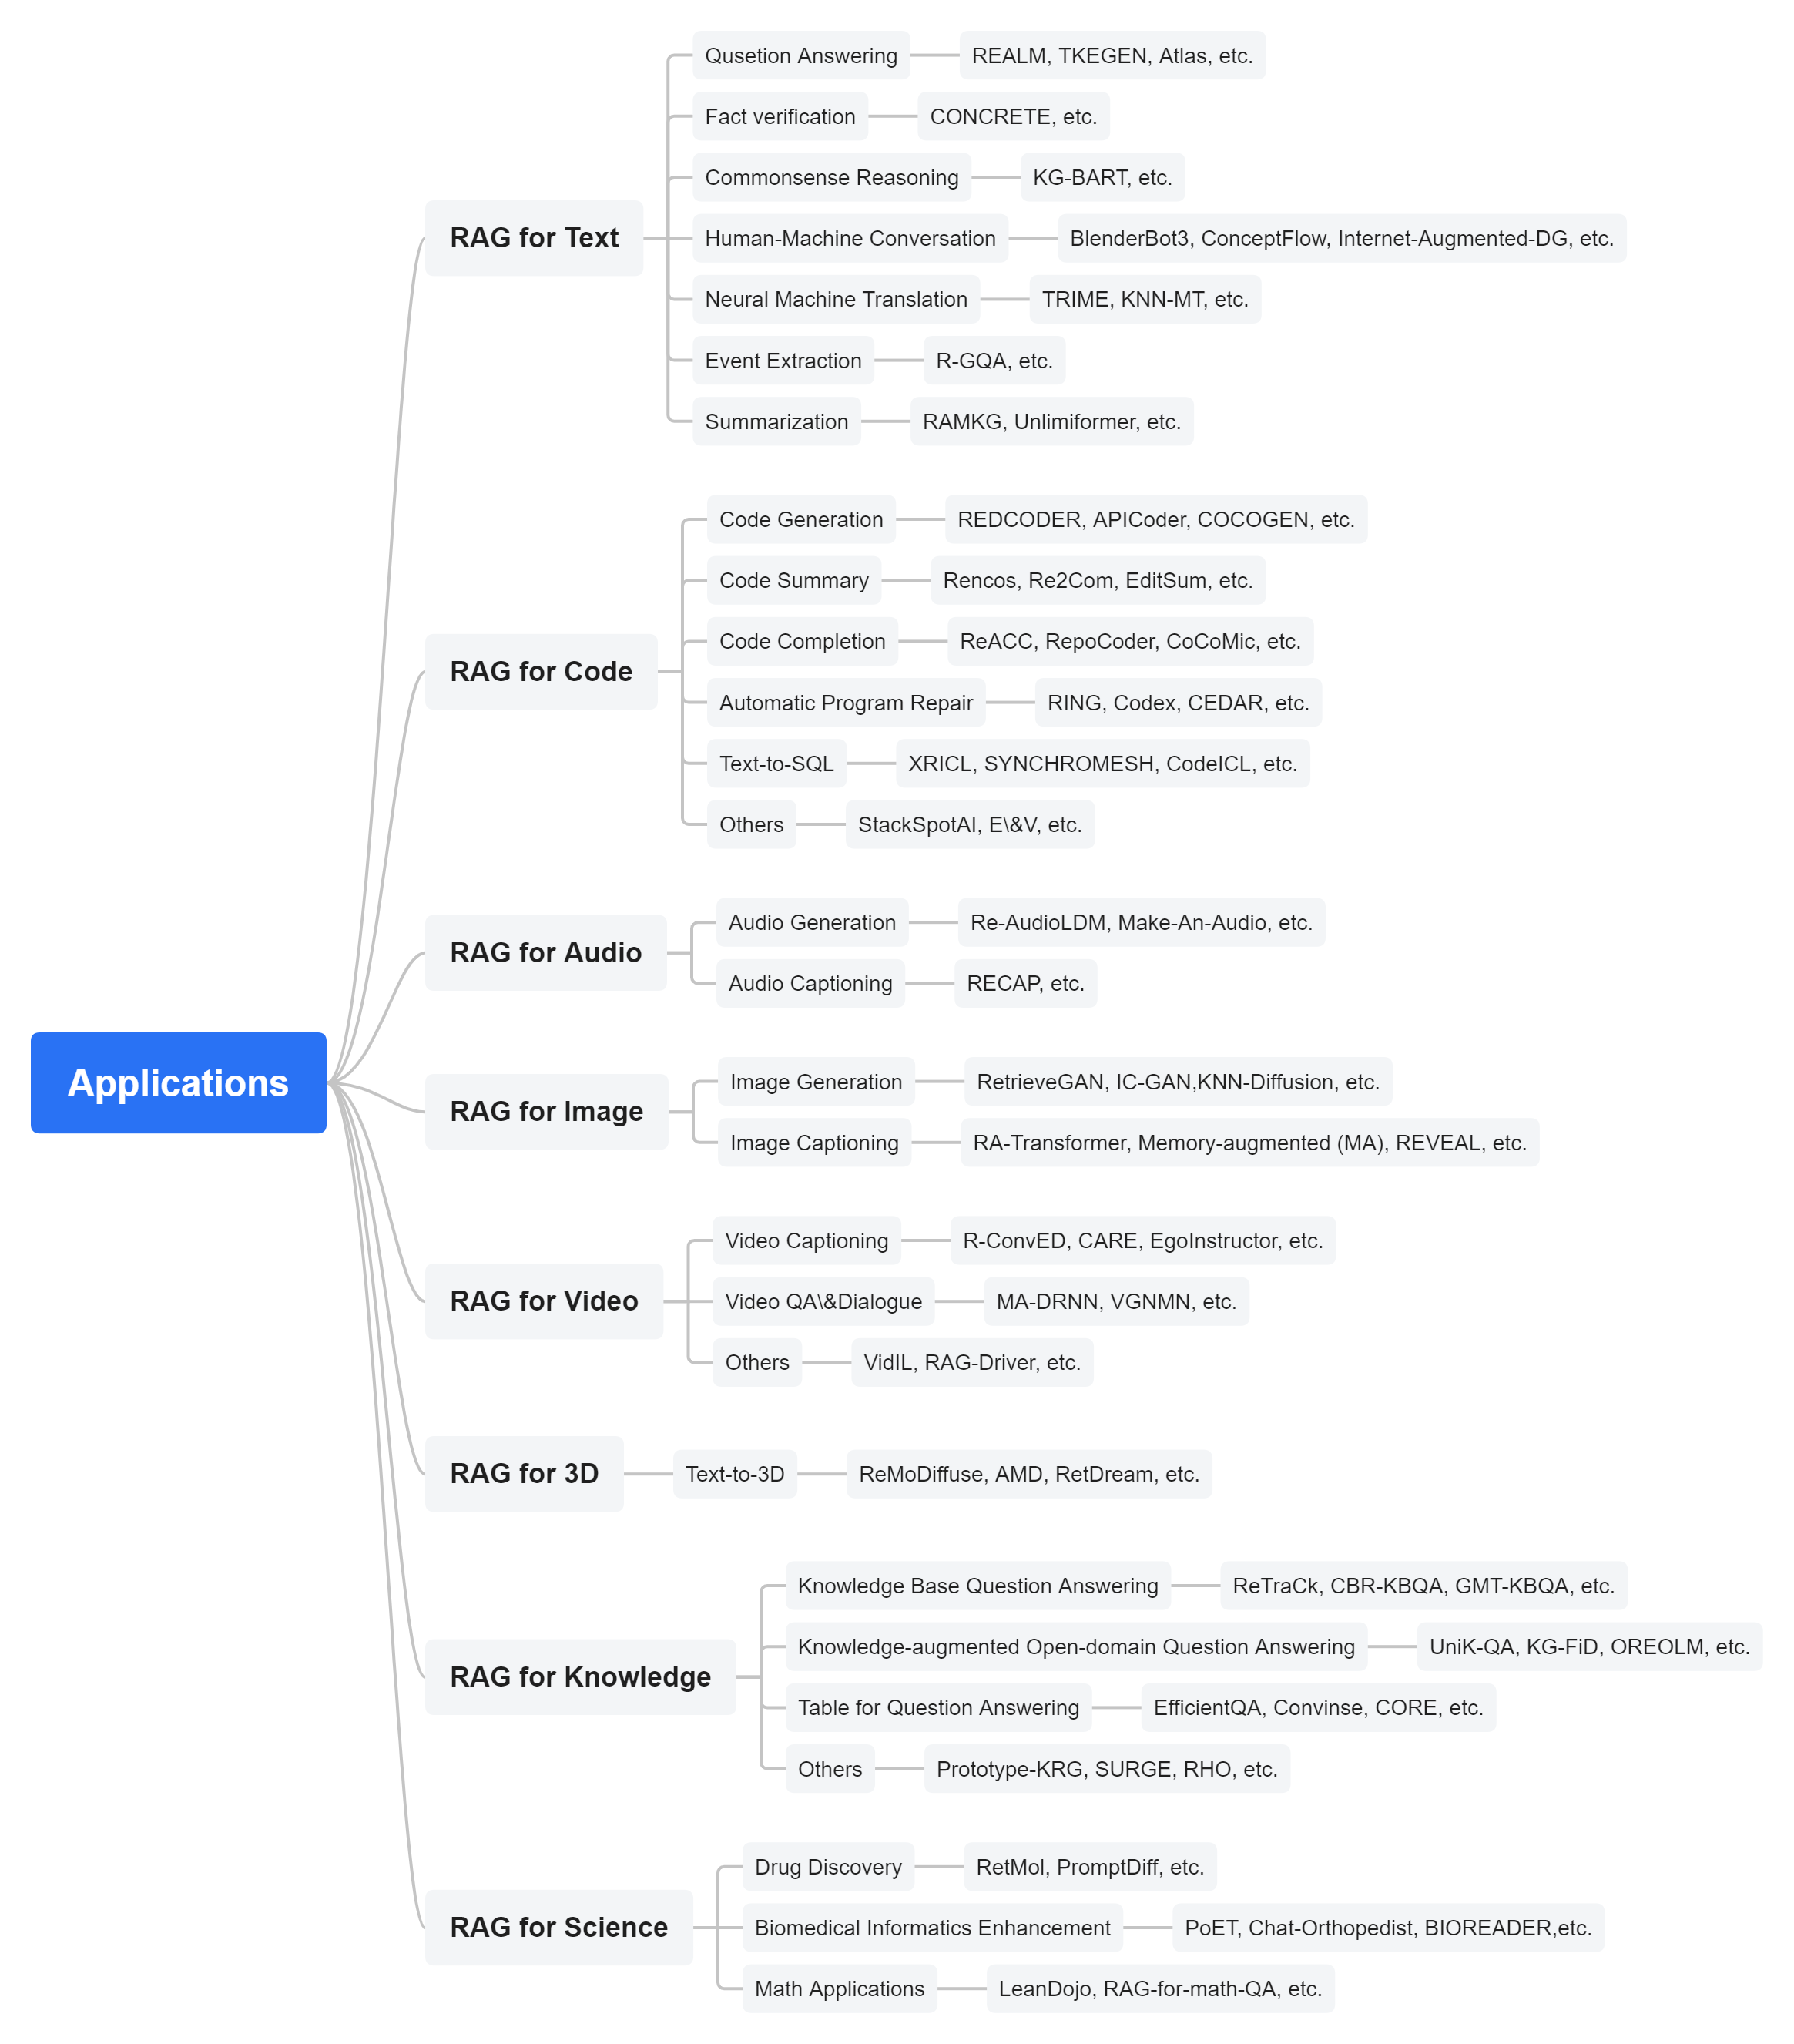 Applications
RAG for Text
Qusetion Answering
REALM, TKEGEN, Atlas, etc.
Fact verification
CONCRETE, etc.
Commonsense Reasoning
KG-BART, etc.
Human-Machine Conversation
BlenderBot3, ConceptFlow, Internet-Augmented-DG, etc.
Neural Machine Translation
TRIME, KNN-MT, etc.
Event Extraction
R-GQA, etc.
Summarization
RAMKG, Unlimiformer, etc.
RAG for Code
Code Generation
REDCODER, APICoder, COCOGEN, etc.
Code Summary
Rencos, Re2Com, EditSum, etc.
Code Completion
ReACC, RepoCoder, CoCoMic, etc.
Automatic Program Repair
RING, Codex, CEDAR, etc.
Text-to-SQL
XRICL, SYNCHROMESH, CodeICL, etc.
Others
StackSpotAI, E\&V, etc.
RAG for Audio
Audio Generation
Re-AudioLDM, Make-An-Audio, etc.
Audio Captioning
RECAP, etc.
RAG for Image
Image Generation
RetrieveGAN, IC-GAN,KNN-Diffusion, etc.
Image Captioning
RA-Transformer, Memory-augmented (MA), REVEAL, etc.
RAG for Video
Video Captioning
R-ConvED, CARE, EgoInstructor, etc.
Video QA\&Dialogue
MA-DRNN, VGNMN, etc.
Others
VidIL, RAG-Driver, etc.
RAG for 3D
Text-to-3D
ReMoDiffuse, AMD, RetDream, etc.
RAG for Knowledge
Knowledge Base Question Answering
ReTraCk, CBR-KBQA, GMT-KBQA, etc.
Knowledge-augmented Open-domain Question Answering
UniK-QA, KG-FiD, OREOLM, etc.
Table for Question Answering
EfficientQA, Convinse, CORE, etc.
Others
Prototype-KRG, SURGE, RHO, etc.
RAG for Science
Drug Discovery
RetMol, PromptDiff, etc.
Biomedical Informatics Enhancement
PoET, Chat-Orthopedist, BIOREADER,etc.
Math Applications
LeanDojo, RAG-for-math-QA, etc.